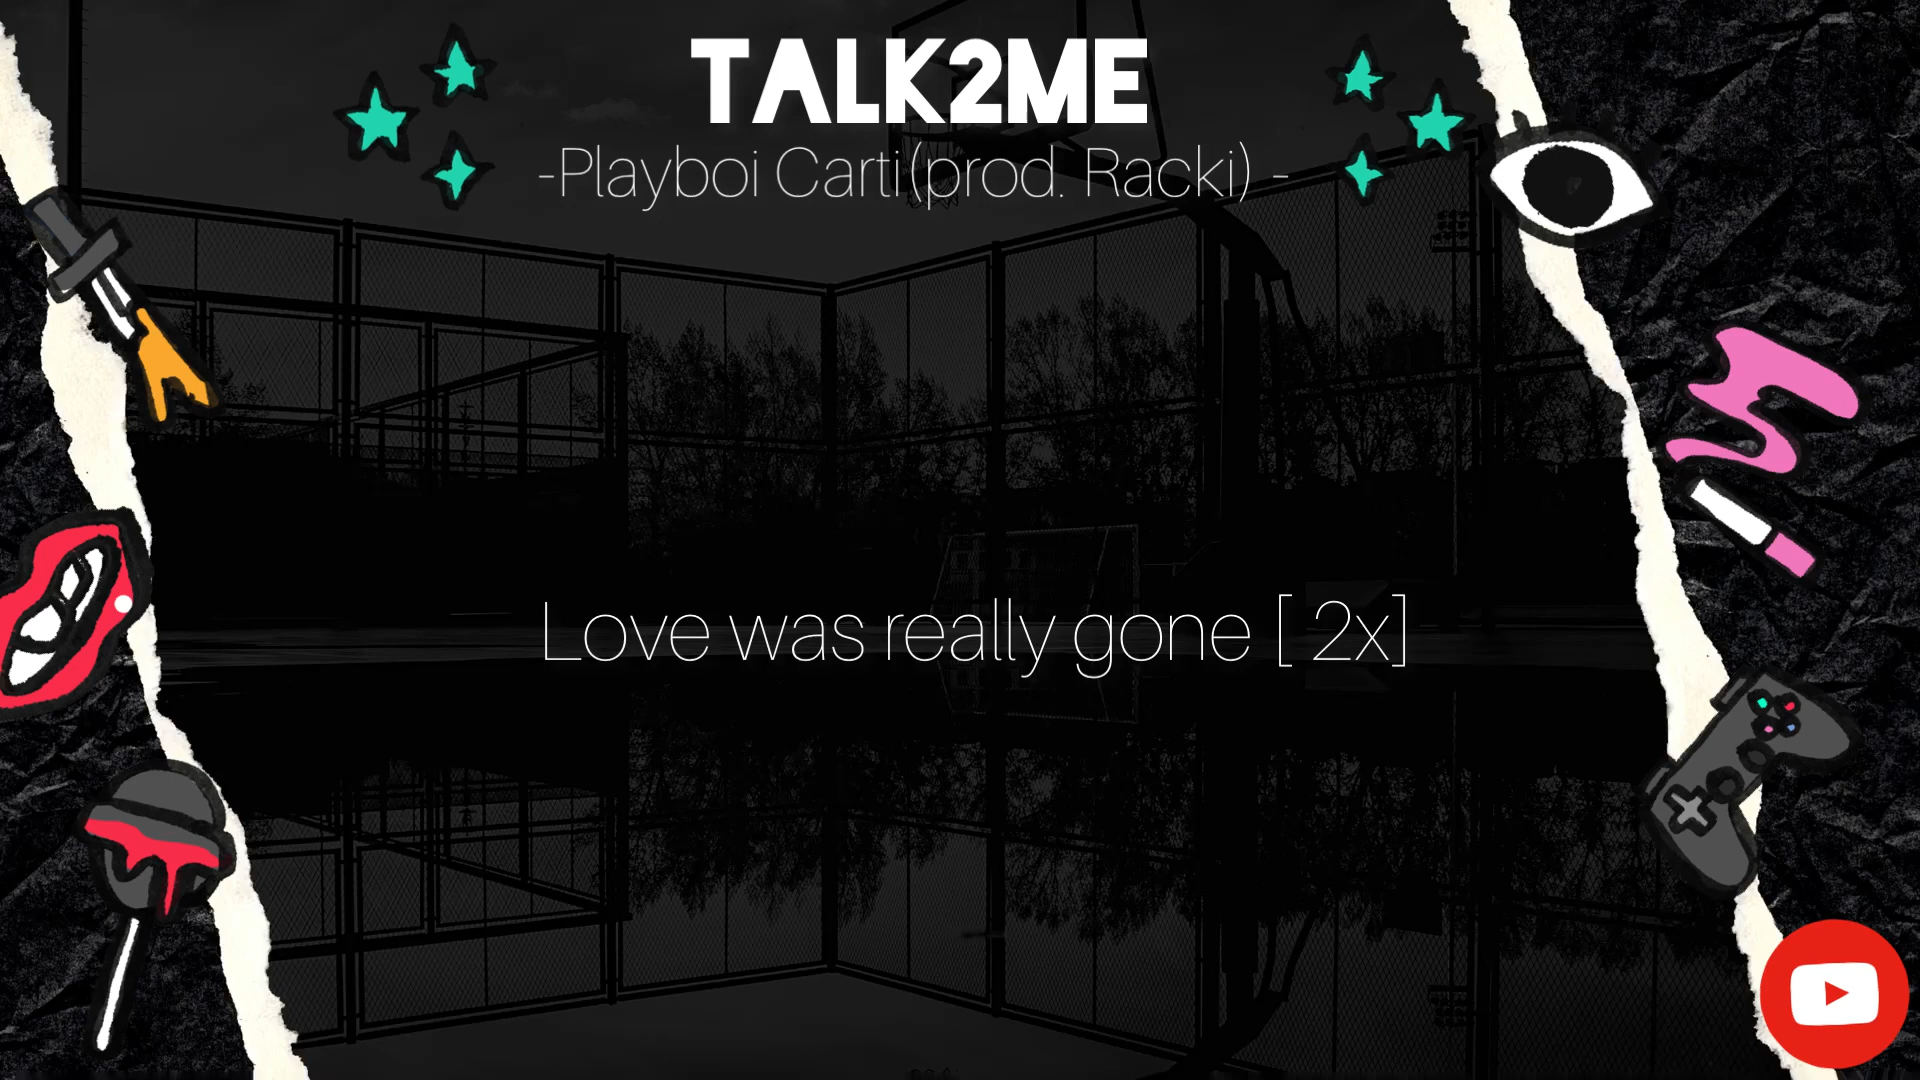 TALK2ME
-Playboi Carti (prod. Racki) -
Love was really gone [ 2x]